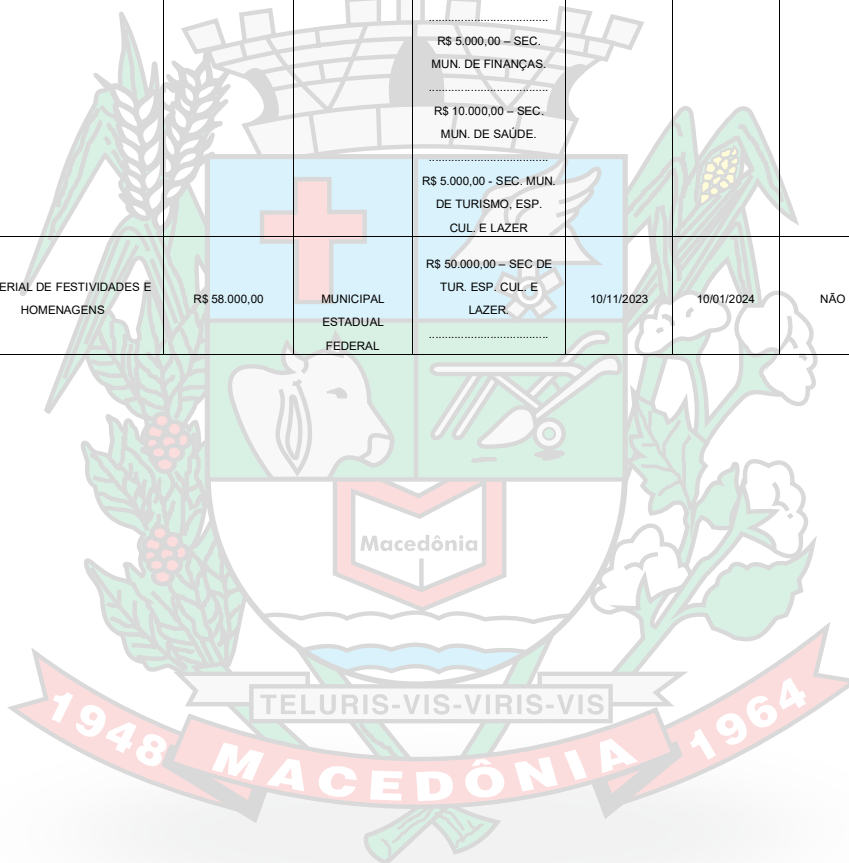 .....................................
R$ 5.000,00 – SEC.
MUN. DE FINANÇAS.
.....................................
R$ 10.000,00 – SEC.
MUN. DE SAÚDE.
.....................................
R$ 5.000,00 - SEC. MUN.
DE TURISMO, ESP.
CUL. E LAZER
ERIAL DE FESTIVIDADES E
HOMENAGENS
R$ 58.000,00
MUNICIPAL
ESTADUAL
FEDERAL
R$ 50.000,00 – SEC DE
TUR. ESP. CUL. E
LAZER.
.....................................
10/11/2023
10/01/2024
NÃO
Macedônia
TELURIS-VIS-VIRIS-VIS
1948 MACEDÔNIA 1964